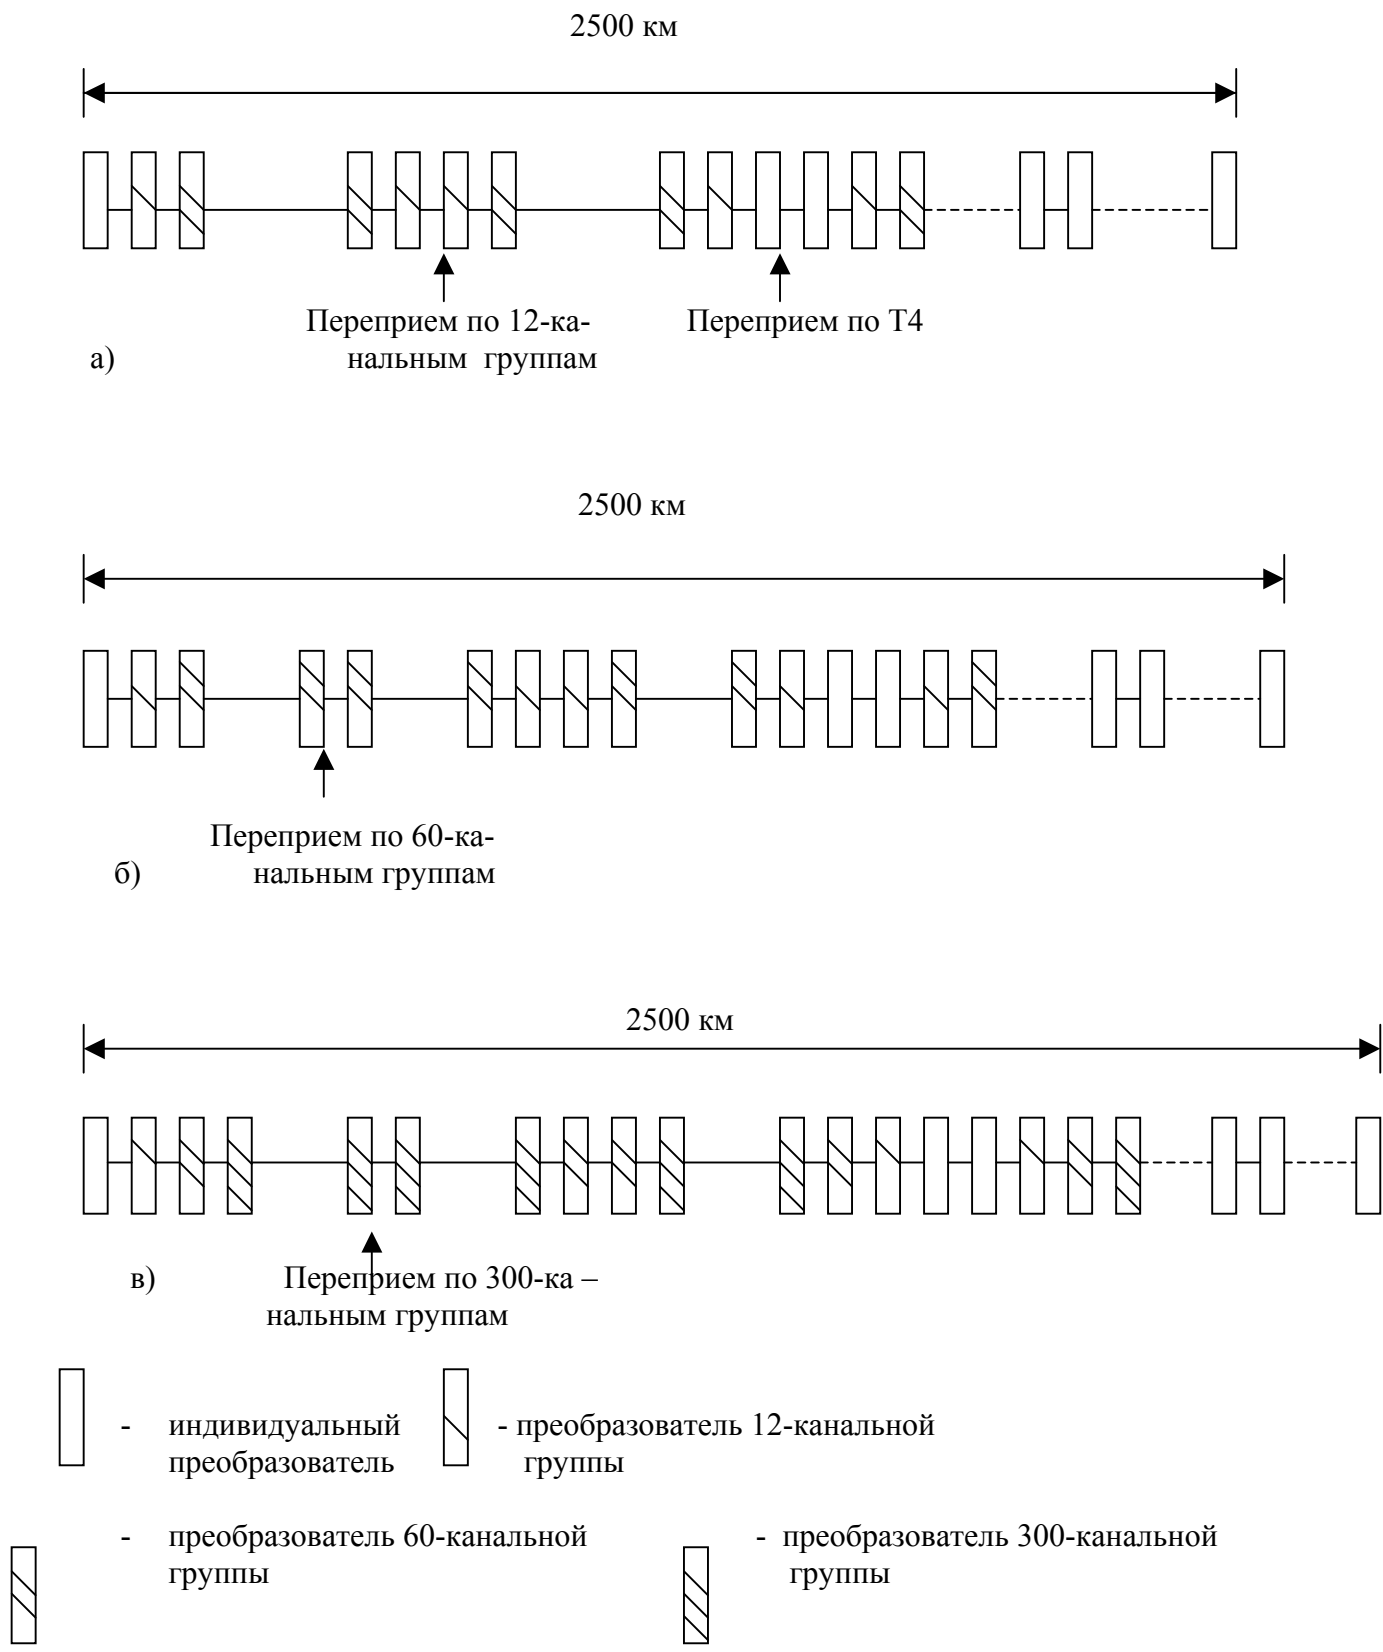 2500 км
Переприем по 12-ка-
нальным группам
Переприем по Т4
а)
2500 км
Переприем по 60-ка-
б)
нальным группам
2500 км
в)
Переприем по 300-ка –
нальным группам
- индивидуальный
преобразователь
- преобразователь 12-канальной
группы
- преобразователь 60-канальной
группы
- преобразователь 300-канальной
группы